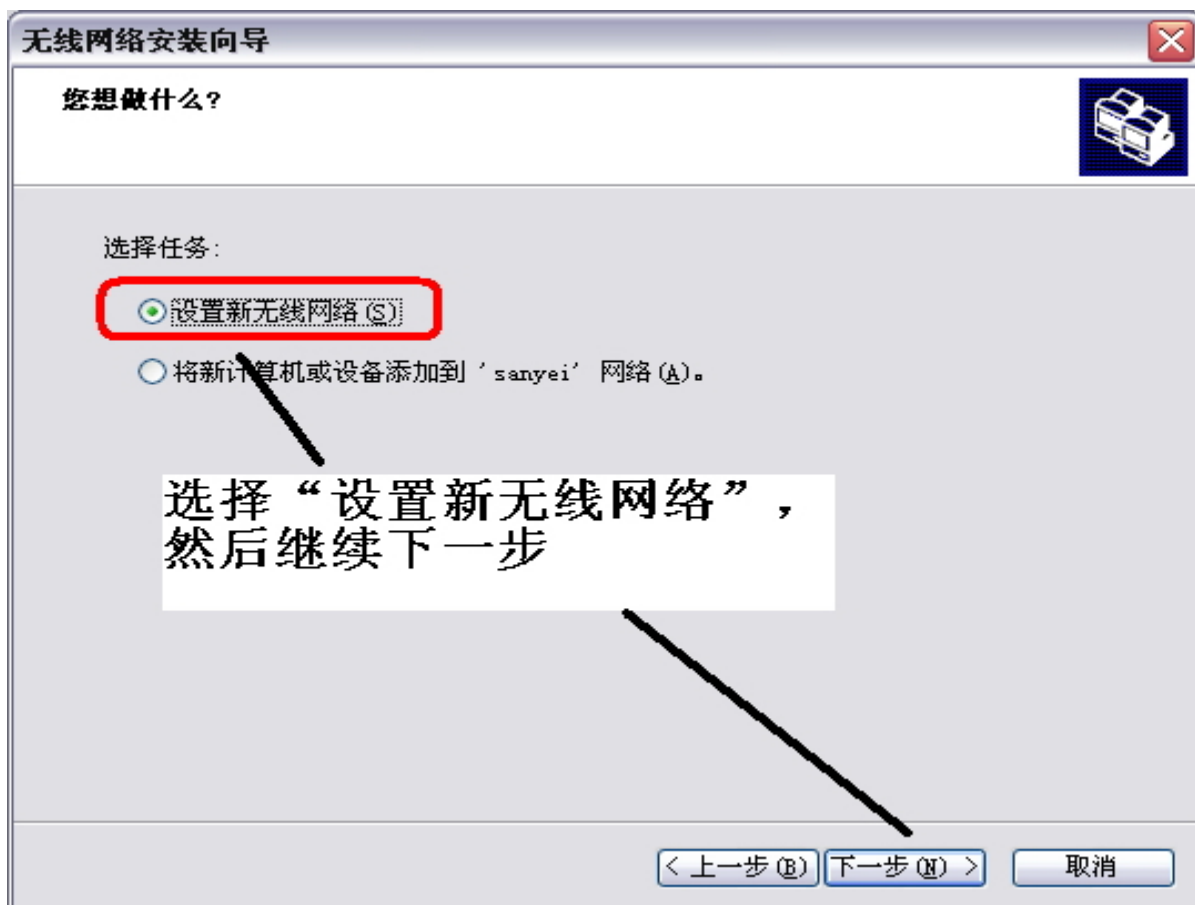 无线网络安装向导
您想做什么?
选择任务:
设置新无线网络(S)
将新计算机或设备添加到 'sanyei' 网络(A)。
选择“设置新无线网络”，
然后继续下一步
< 上一步(B) 下一步(N) > 取消